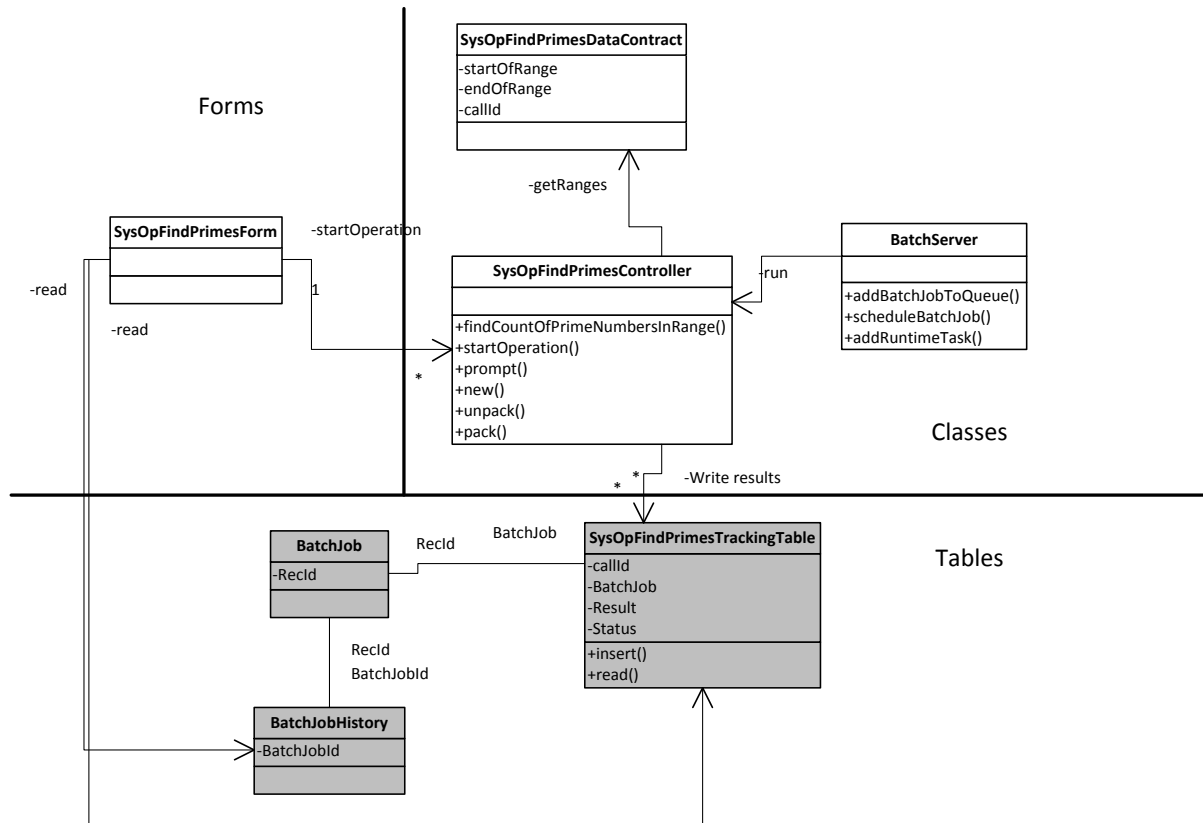 SysOpFindPrimesDataContract
-startOfRange
-endOfRange
-callId
Forms
-getRanges
SysOpFindPrimesForm
-startOperation
BatchServer
SysOpFindPrimesController
-run
-read
1
+addBatchJobToQueue()
+scheduleBatchJob()
+addRuntimeTask()
-read
+findCountOfPrimeNumbersInRange()
+startOperation()
+prompt()
+new()
+unpack()
+pack()
*
Classes
*
-Write results
*
BatchJob
-RecId
RecId
BatchJob
SysOpFindPrimesTrackingTable
-callId
-BatchJob
-Result
-Status
+insert()
+read()
Tables
RecId
BatchJobId
BatchJobHistory
-BatchJobId